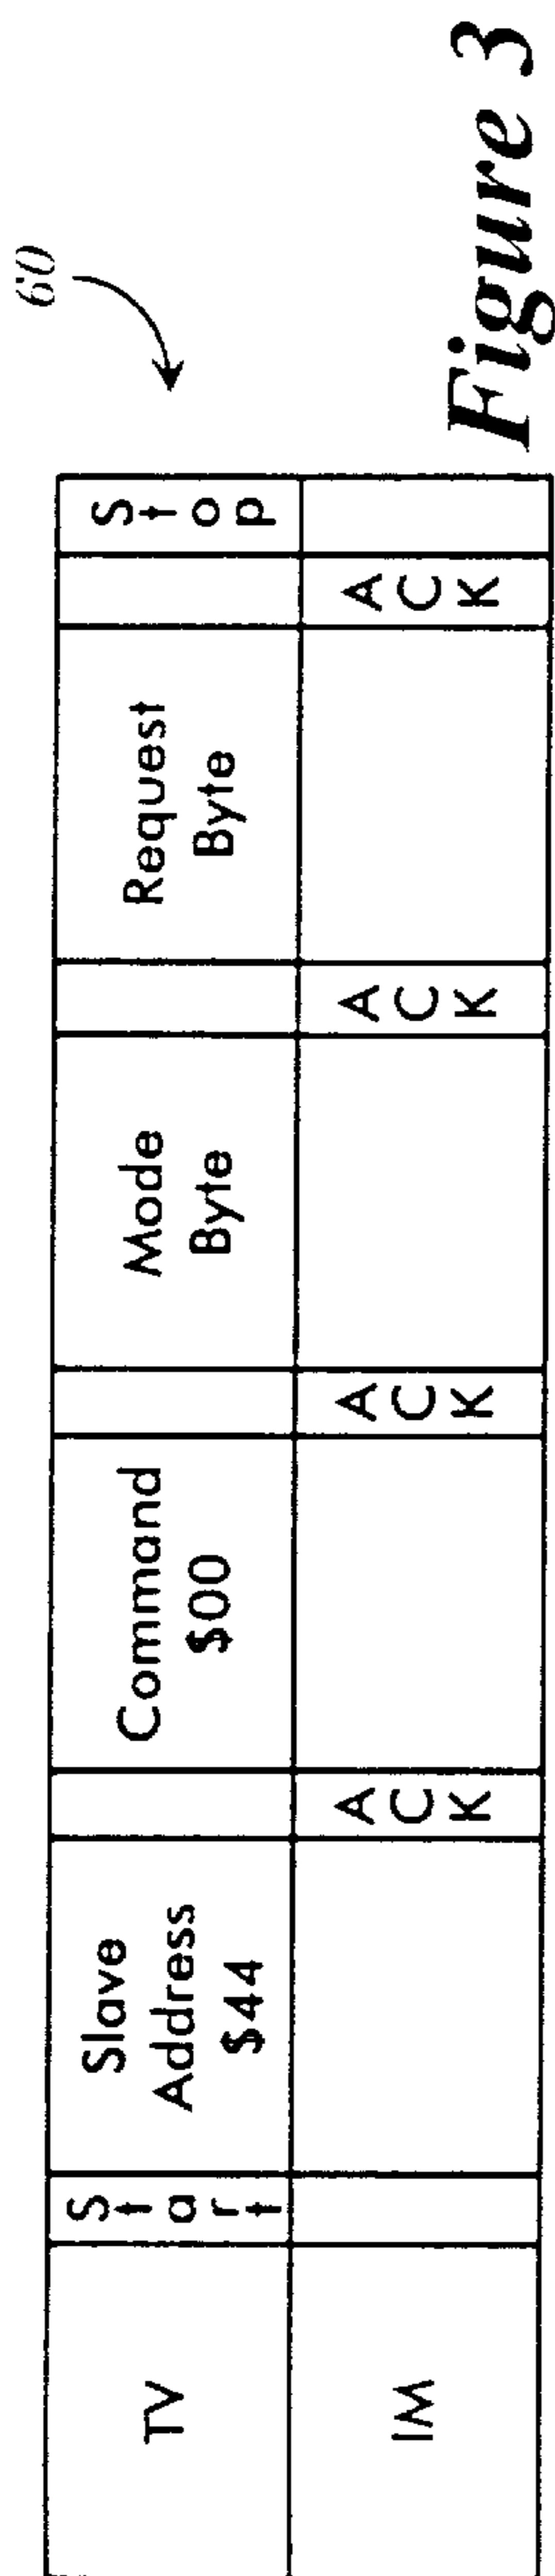 60
TV
Start
Slave
Address
$44
ACK
Command
$00
ACK
Mode
Byte
ACK
Request
Byte
ACK
Stop
IM
Figure 3